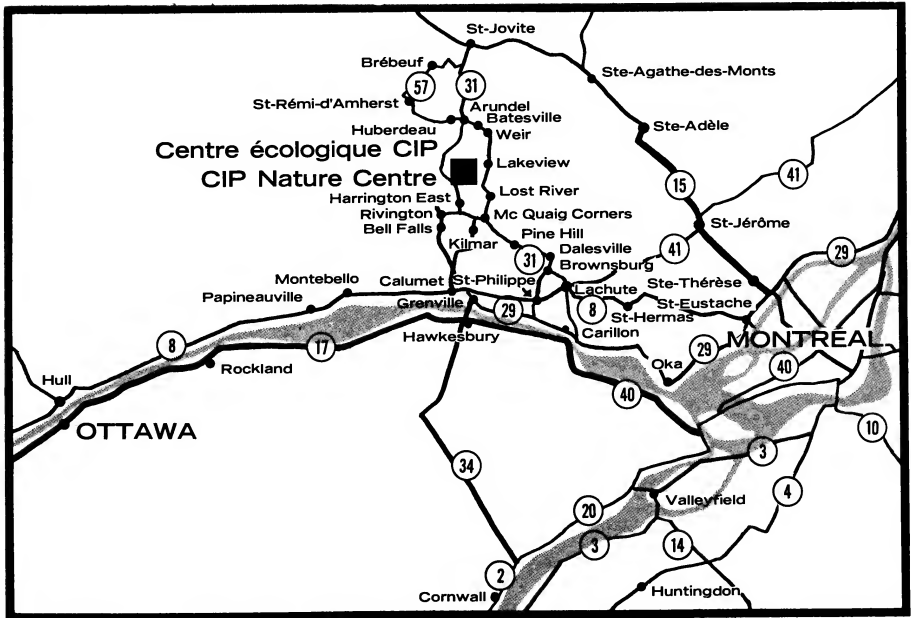 St-Jovite
Brébeuf
57
31
Ste-Agathe-des-Monts
St-Rémi-d'Amherst
Arundel
Batesville
Huberdeau
Weir
Ste-Adèle
Centre écologique CIP
CIP Nature Centre
Lakeview
15
41
Harrington East
Lost River
Rivington
Mc Quaig Corners
Bell Falls
Kilmar
St-Jérôme
Pine Hill
31
Dalesville
41
29
Brownsburg
Montebello
Calumet
St-Philippe
Ste-Thérèse
Papineauville
Grenville
29
Lachute
8
St-Eustache
St-Hermas
8
17
Hawkesbury
Carillon
MONTRÉAL
Rockland
Oka
29
40
Hull
40
OTTAWA
10
34
3
4
Valleyfield
20
3
14
2
Cornwall
Huntingdon